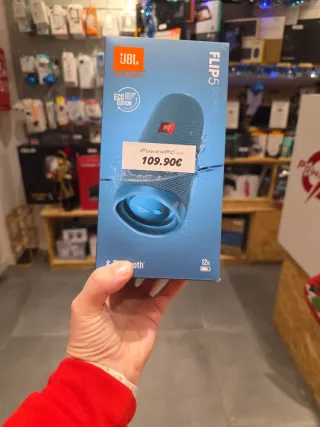 JBL
FLIP5
ECO
EDITION
POWERPC
109.90€
Bluetooth®
12h